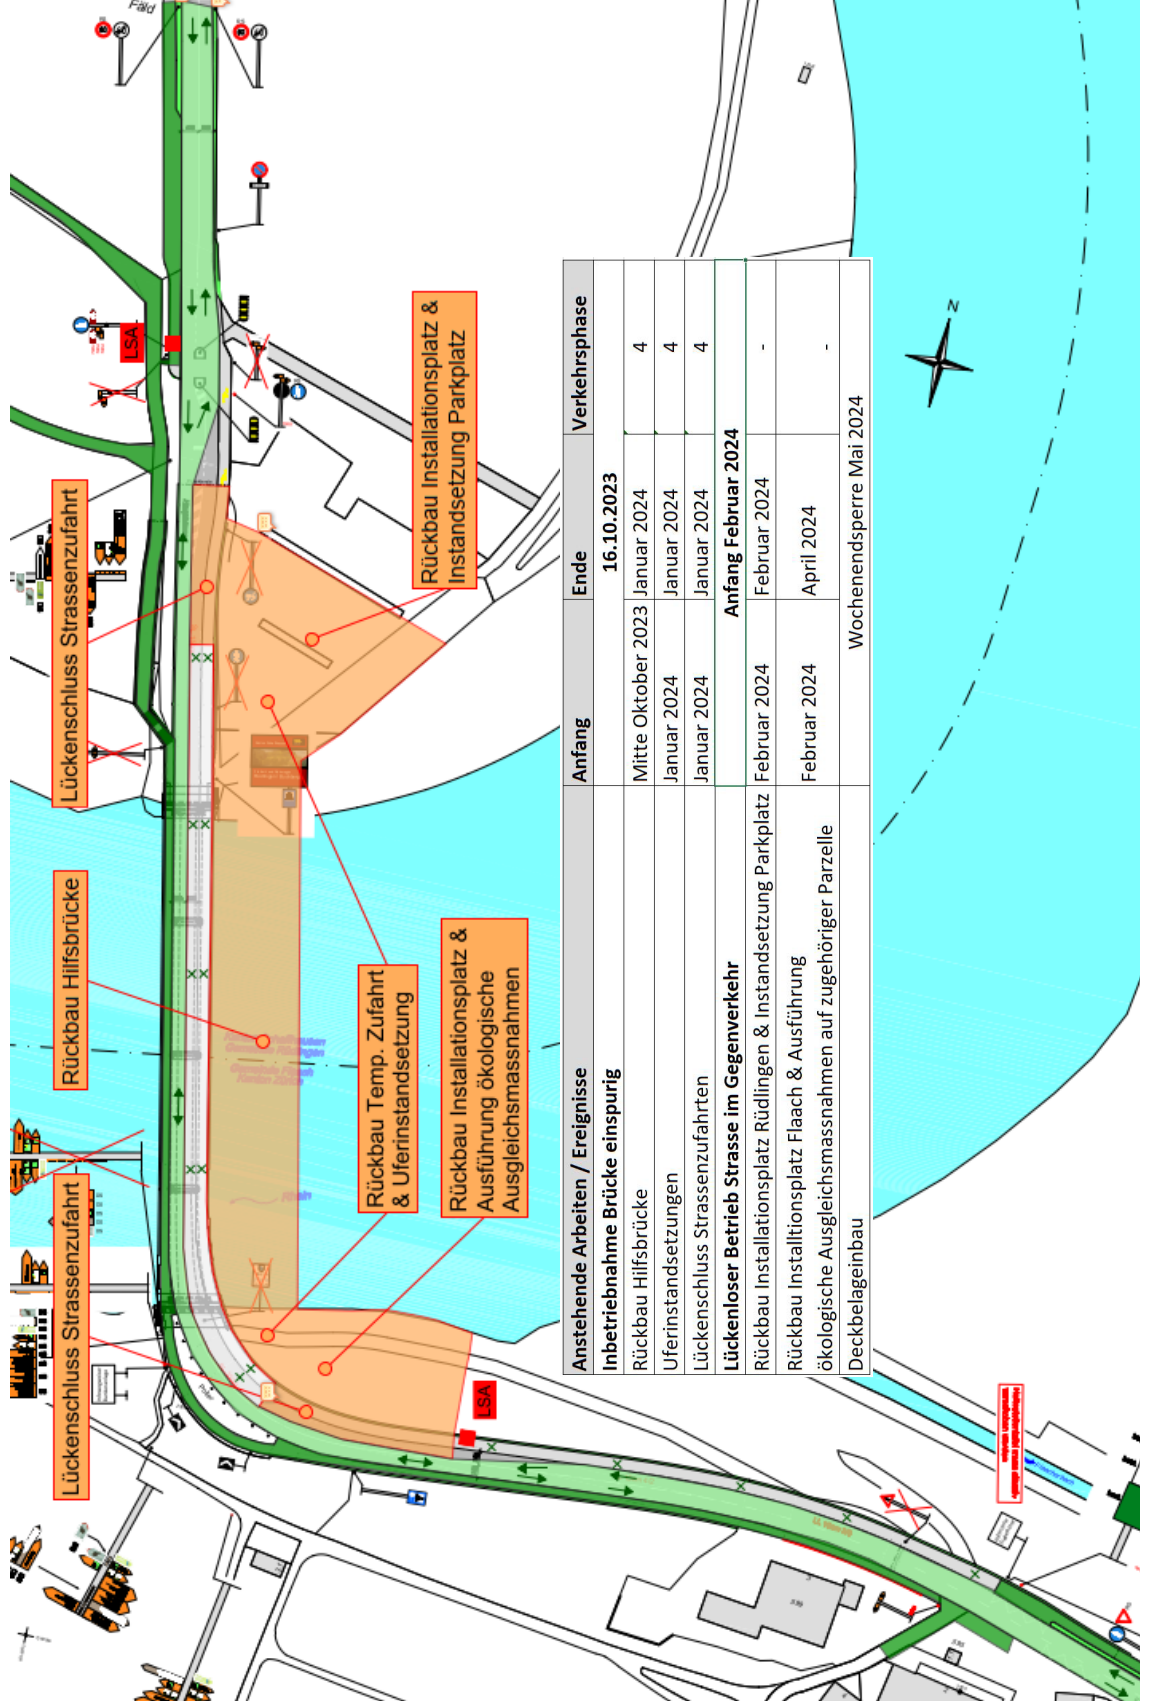 Fäld
LSA
Lückenschluss Strassenzufahrt
Rückbau Installationsplatz &
Instandsetzung Parkplatz
Rückbau Hilfsbrücke
Rückbau Temp. Zufahrt
& Uferinstandsetzung
Rückbau Installationsplatz &
Ausführung ökologische
Ausgleichsmassnahmen
Lückenschluss Strassenzufahrt
LSA
Rhein
N
Anstehende Arbeiten / Ereignisse Anfang Ende Verkehrsphase
Inbetriebnahme Brücke einspurig 16.10.2023
Rückbau Hilfsbrücke Mitte Oktober 2023 Januar 2024 4
Uferinstandsetzungen Januar 2024 Januar 2024 4
Lückenschluss Strassenzufahrten Januar 2024 Januar 2024 4
Lückenloser Betrieb Strasse im Gegenverkehr Anfang Februar 2024
Rückbau Installationsplatz Rüdlingen & Instandsetzung Parkplatz Februar 2024 Februar 2024 -
Rückbau Installtionsplatz Flaach & Ausführung
ökologische Ausgleichsmassnahmen auf zugehöriger Parzelle Februar 2024 April 2024 -
Deckbelageinbau Wochenendsperre Mai 2024